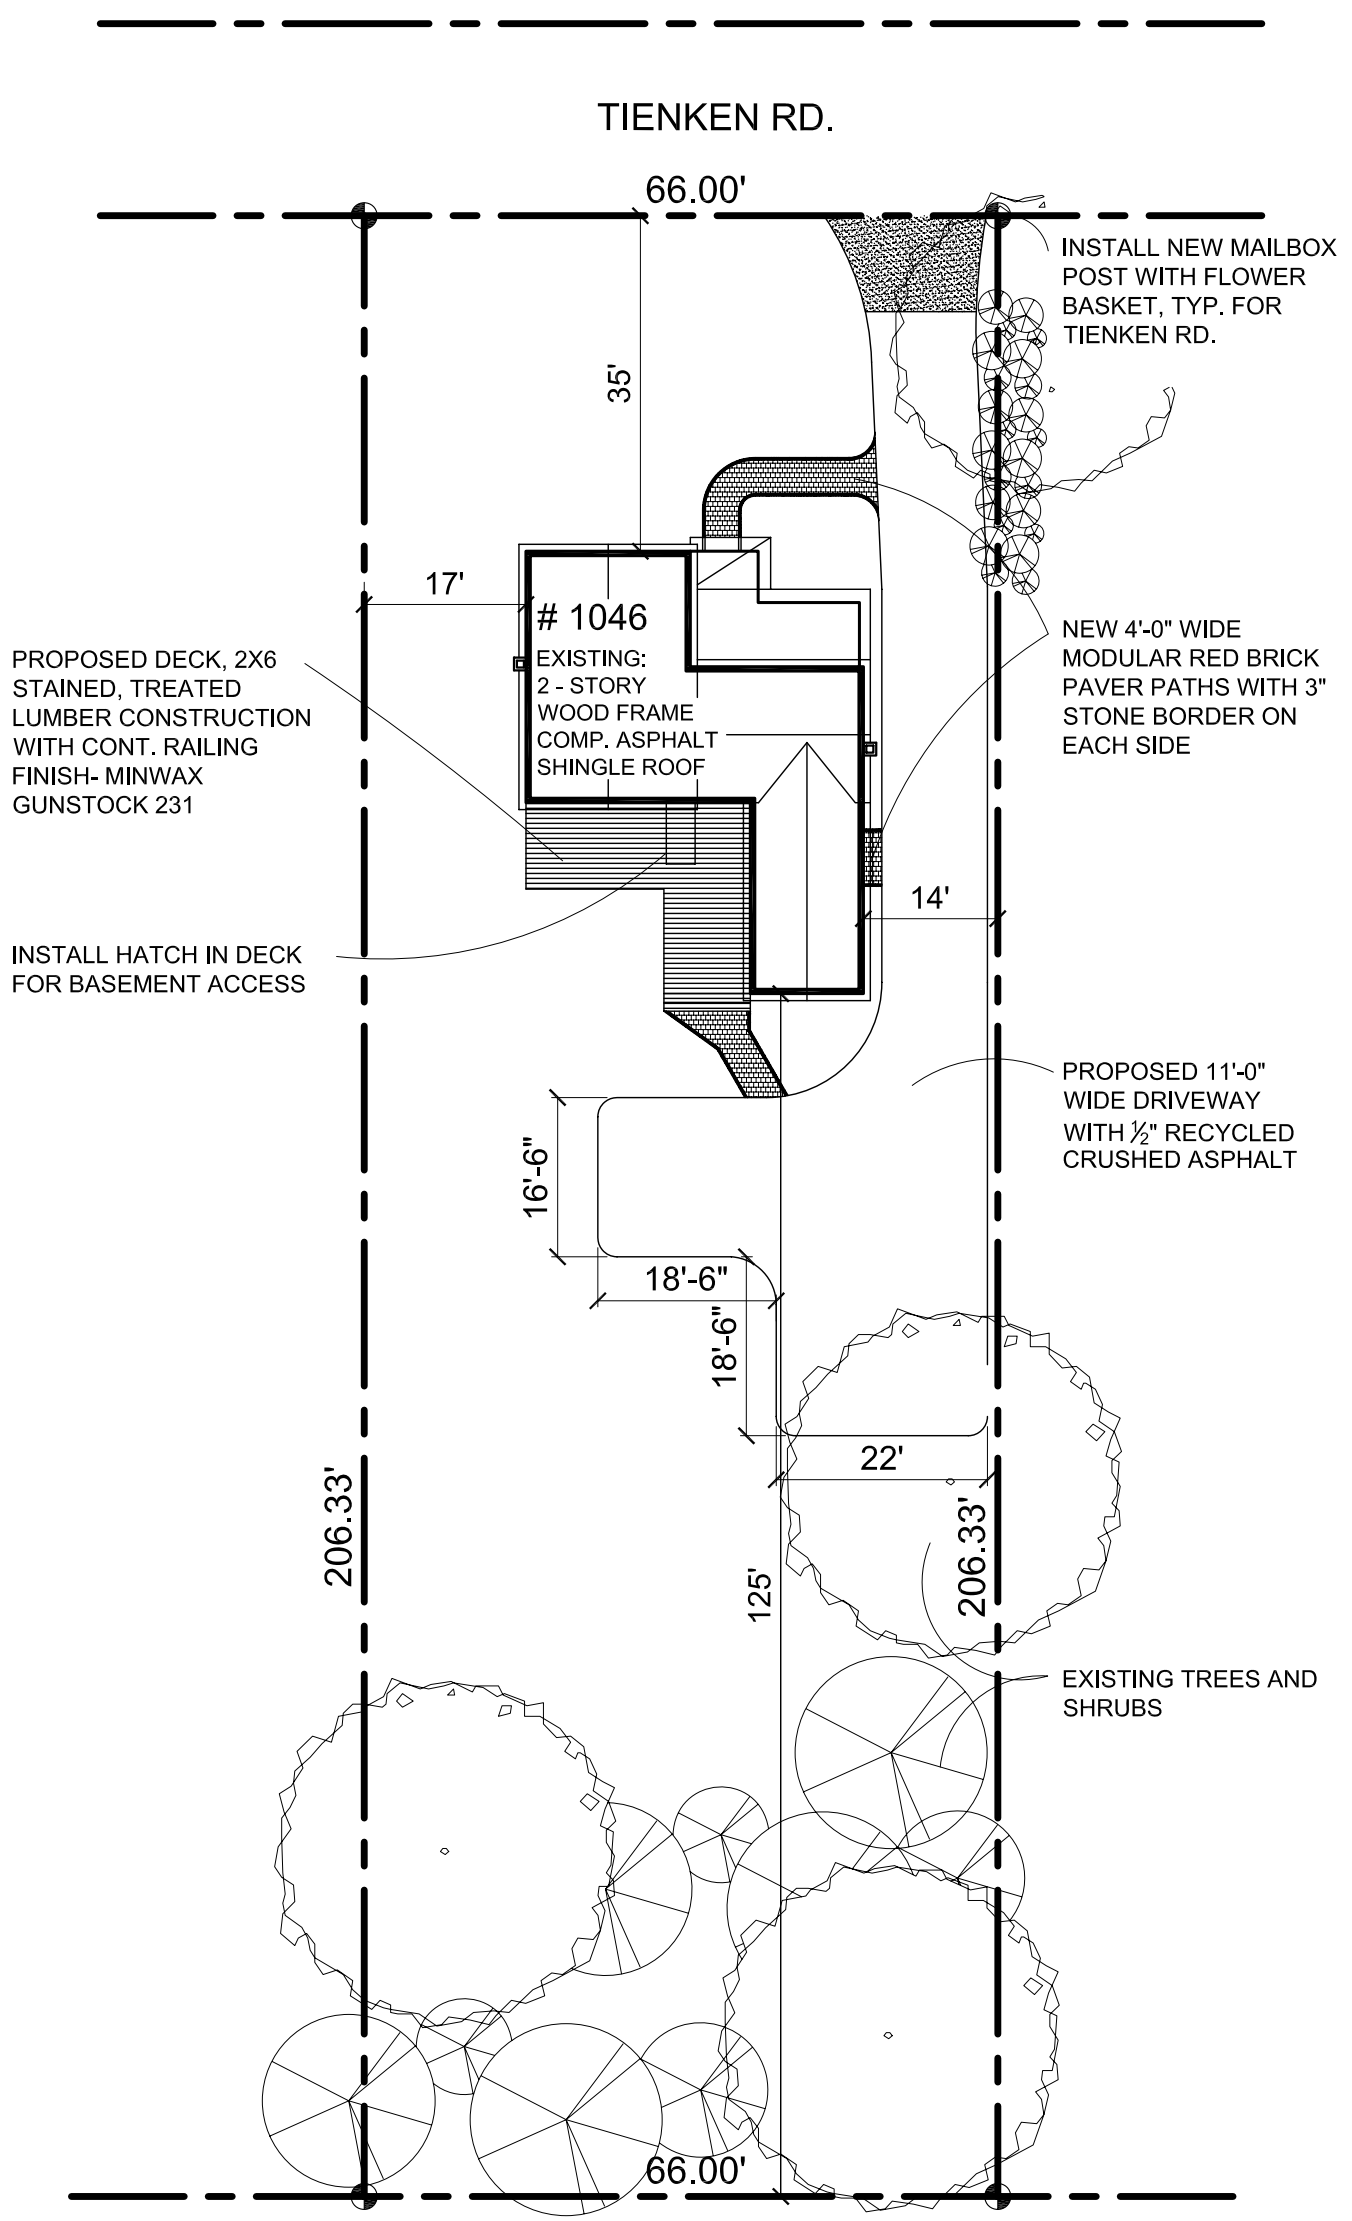 TIENKEN RD.
66.00'
INSTALL NEW MAILBOX
POST WITH FLOWER
BASKET, TYP. FOR
TIENKEN RD.
35'
17'
# 1046
EXISTING:
2 - STORY
WOOD FRAME
COMP. ASPHALT
SHINGLE ROOF
PROPOSED DECK, 2X6
STAINED, TREATED
LUMBER CONSTRUCTION
WITH CONT. RAILING
FINISH- MINWAX
GUNSTOCK 231
NEW 4'-0" WIDE
MODULAR RED BRICK
PAVER PATHS WITH 3"
STONE BORDER ON
EACH SIDE
14'
INSTALL HATCH IN DECK
FOR BASEMENT ACCESS
PROPOSED 11'-0"
WIDE DRIVEWAY
WITH ½" RECYCLED
CRUSHED ASPHALT
16'-6"
18'-6"
18'-6"
22'
206.33'
206.33'
125'
EXISTING TREES AND
SHRUBS
66.00'